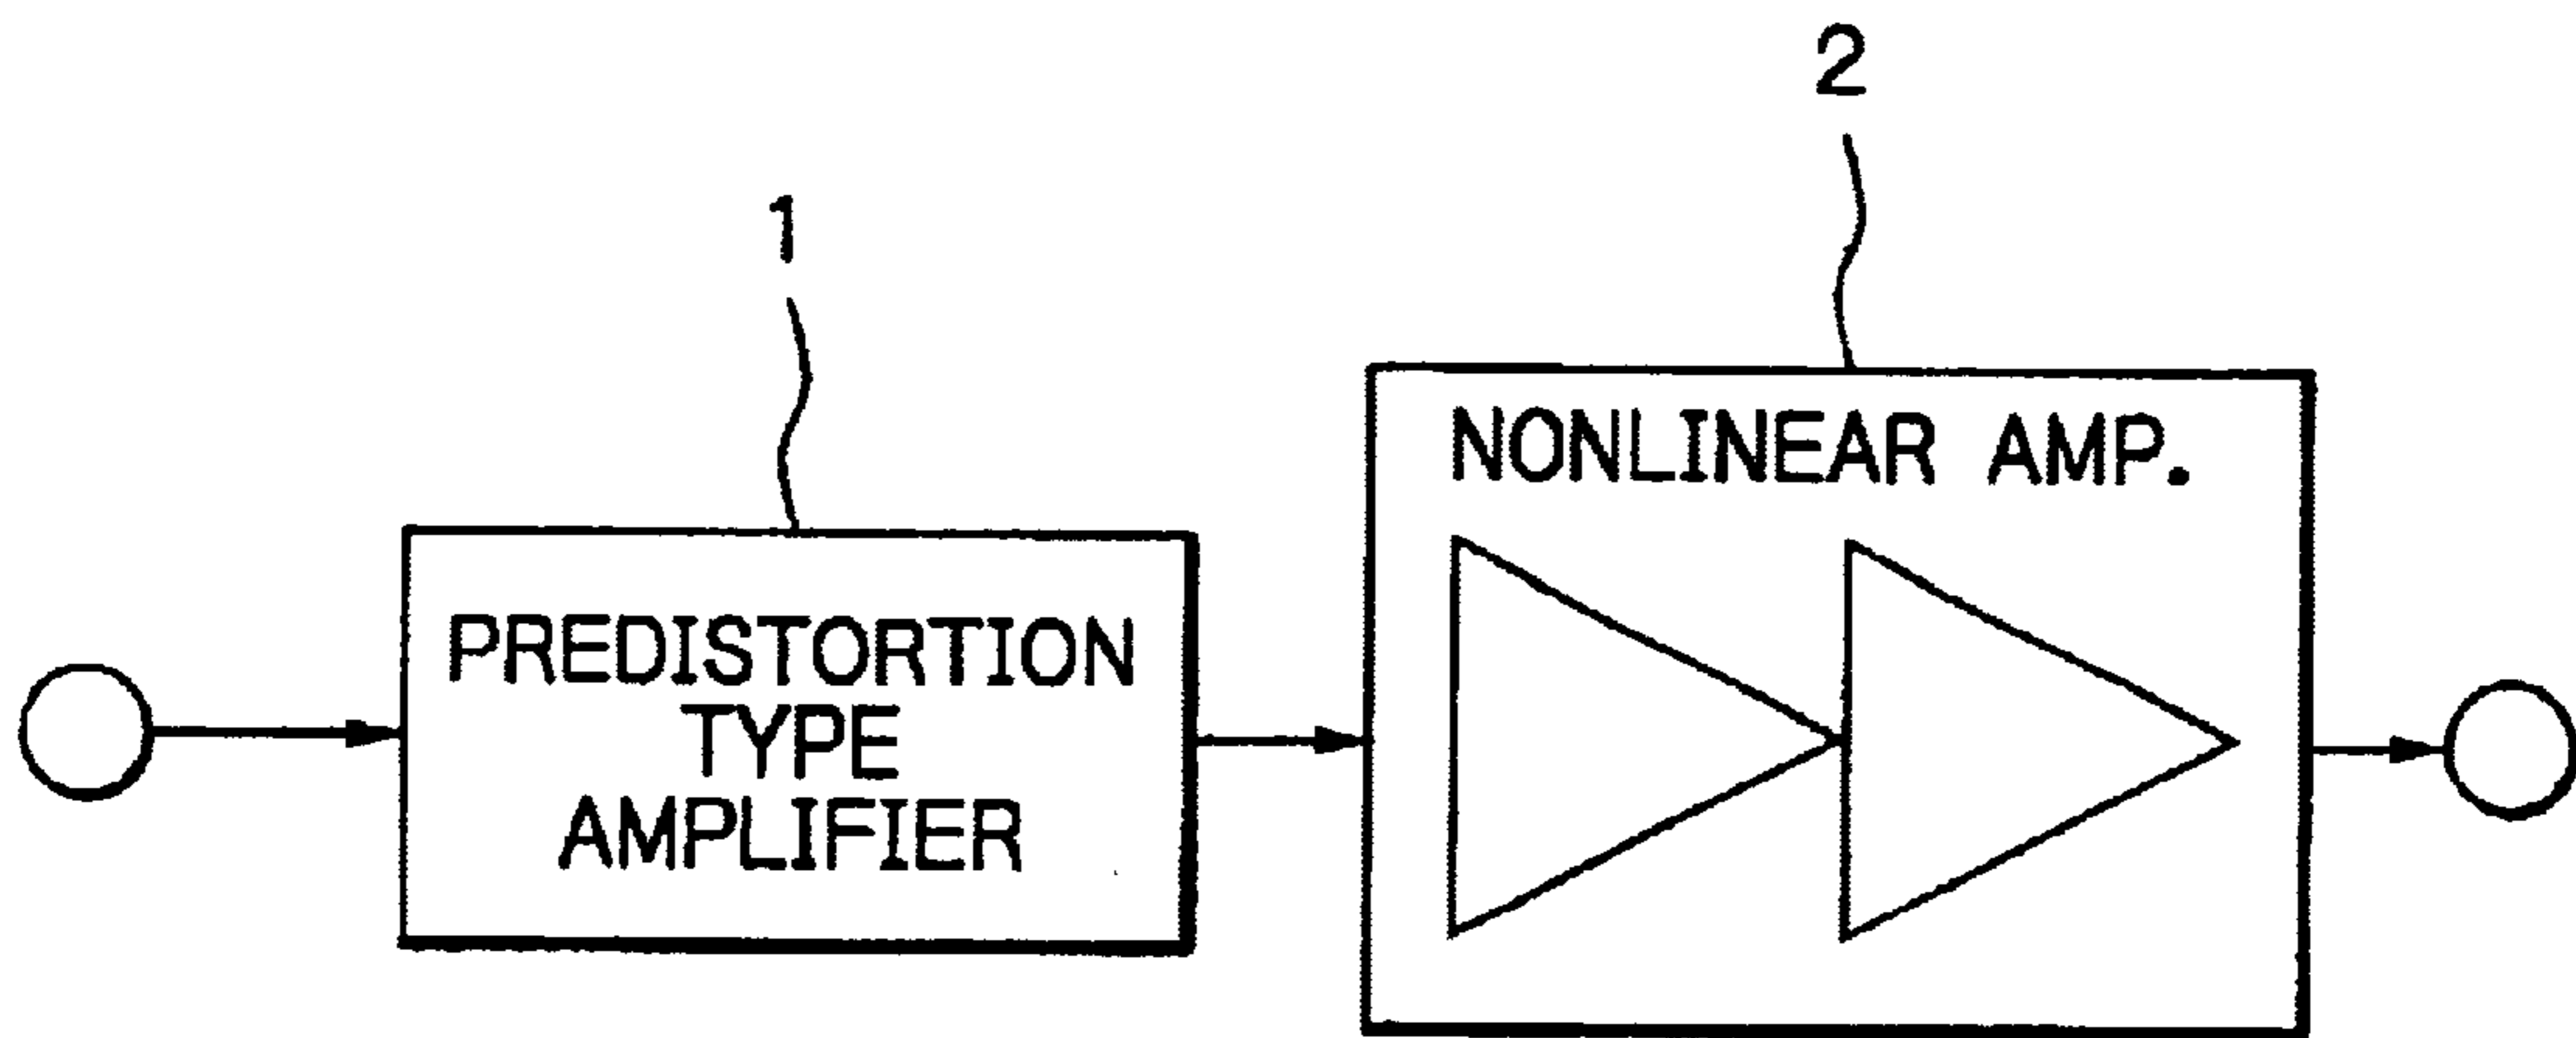 1
2
PREDISTORTION
TYPE
AMPLIFIER
NONLINEAR AMP.